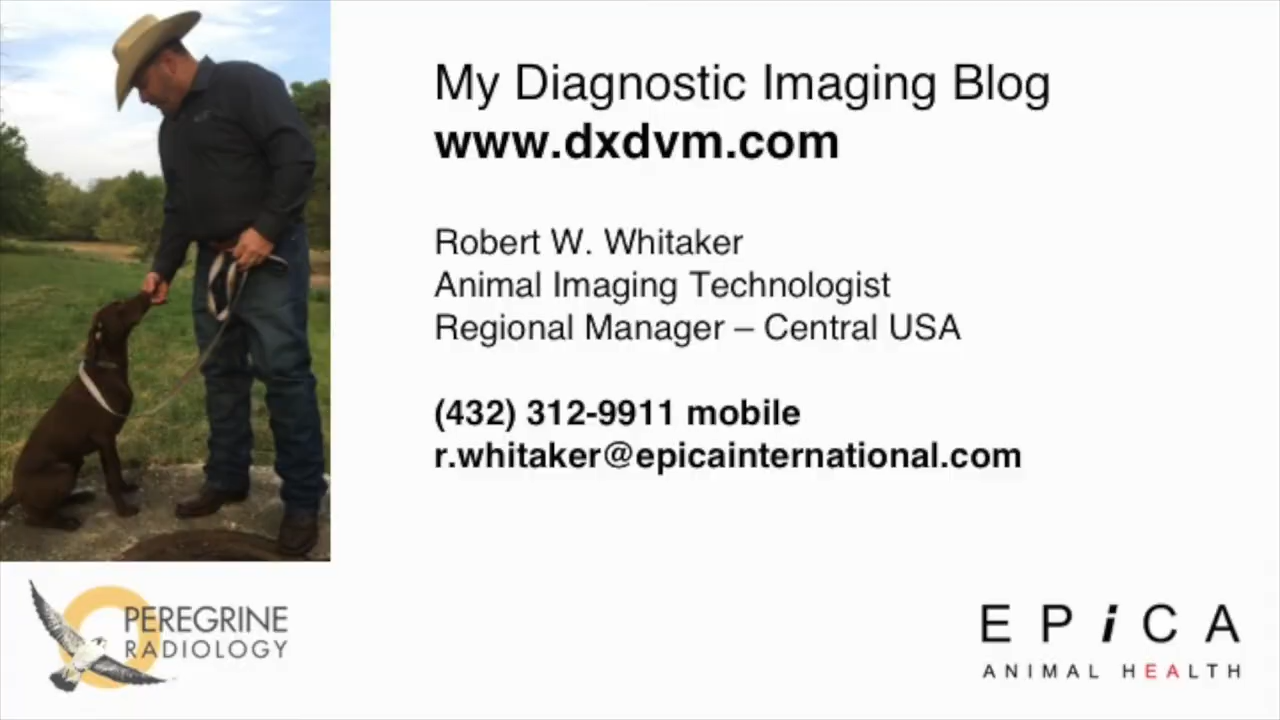 My Diagnostic Imaging Blog
www.dxdvm.com
Robert W. Whitaker
Animal Imaging Technologist
Regional Manager – Central USA
(432) 312-9911 mobile
r.whitaker@epicainternational.com
PEREGRINE
RADIOLOGY
EPiCA
ANIMAL HEALTH